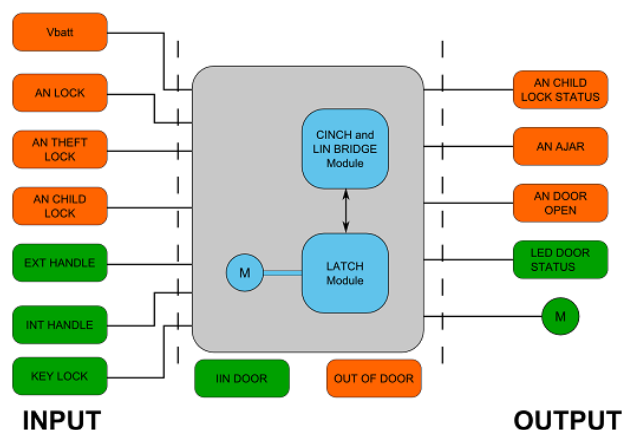 Vbatt
AN LOCK
AN THEFT
LOCK
AN CHILD
LOCK
EXT HANDLE
INT HANDLE
KEY LOCK
INPUT
CINCH and
LIN BRIDGE
Module
M
LATCH
Module
IIN DOOR
OUT OF DOOR
AN CHILD
LOCK STATUS
AN AJAR
AN DOOR
OPEN
LED DOOR
STATUS
M
OUTPUT